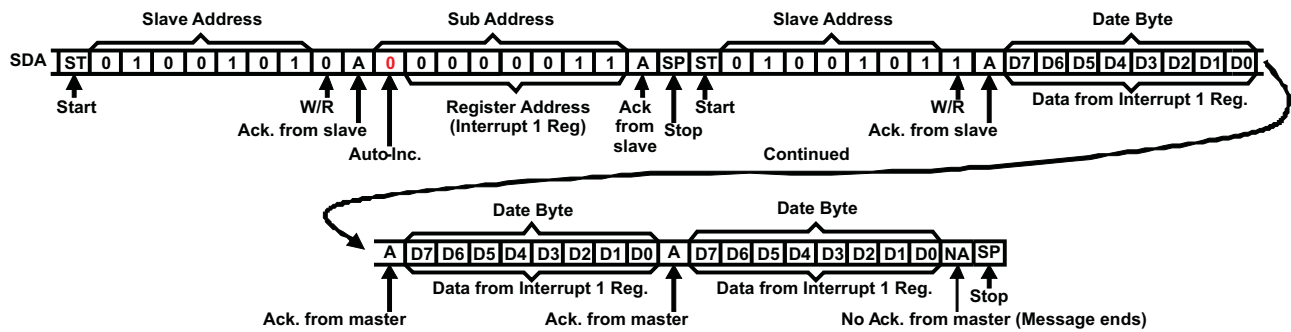 Slave Address Sub Address Slave Address Date Byte
SDA ST 0 1 0 0 1 0 1 0 A 0 0 0 0 0 0 1 1 A SP ST 0 1 0 0 1 0 1 1 A D7 D6 D5 D4 D3 D2 D1 D0
Start W/R Register Address Ack Start W/R Data from Interrupt 1 Reg.
Ack. from slave (Interrupt 1 Reg) from Stop Ack. from slave
slave
Auto-Inc. Continued
Date Byte Date Byte
A D7 D6 D5 D4 D3 D2 D1 D0 A D7 D6 D5 D4 D3 D2 D1 D0 NA SP
Data from Interrupt 1 Reg. Data from Interrupt 1 Reg. Stop
Ack. from master Ack. from master No Ack. from master (Message ends)